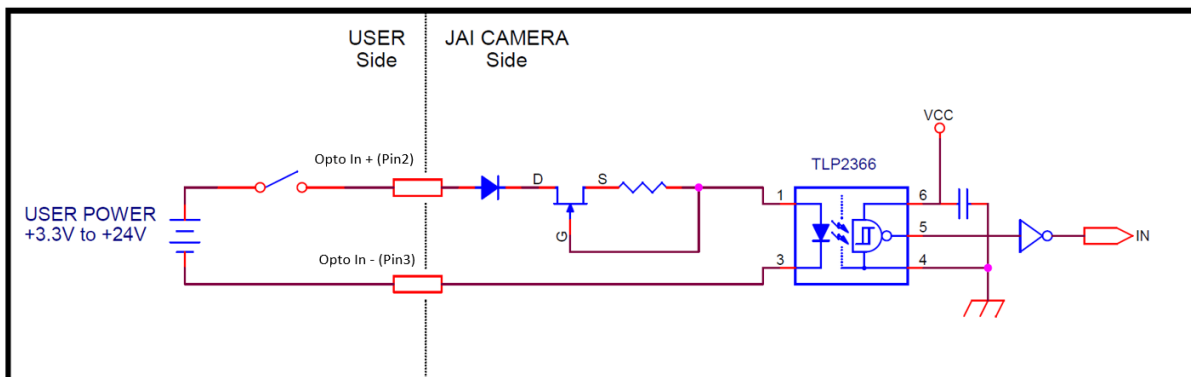 USER
Side
JAI CAMERA
Side
VCC
Opto In + (Pin2)
TLP2366
D
S
1
6
USER POWER
+3.3V to +24V
G
5
IN
Opto In - (Pin3)
3
4